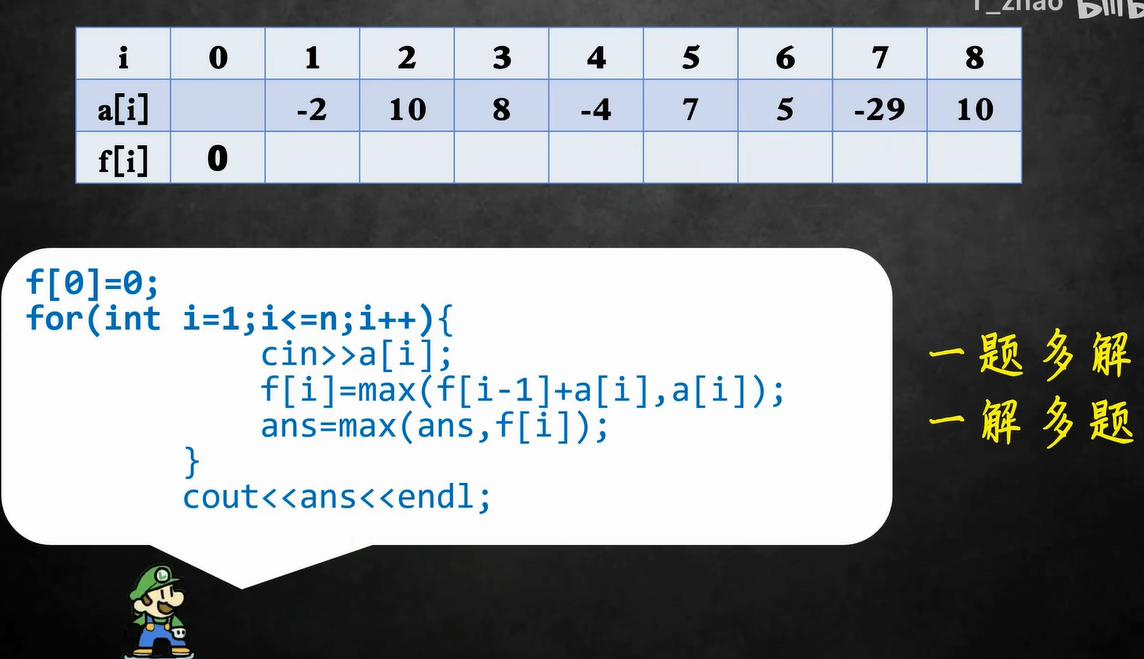 i 0 1 2 3 4 5 6 7 8
a[i] -2 10 8 -4 7 5 -29 10
f[i] 0
f[0]=0;
for(int i=1;i<=n;i++){
cin>>a[i];
f[i]=max(f[i-1]+a[i],a[i]);
ans=max(ans,f[i]);
}
cout<<ans<<endl;
一题多解
一解多题